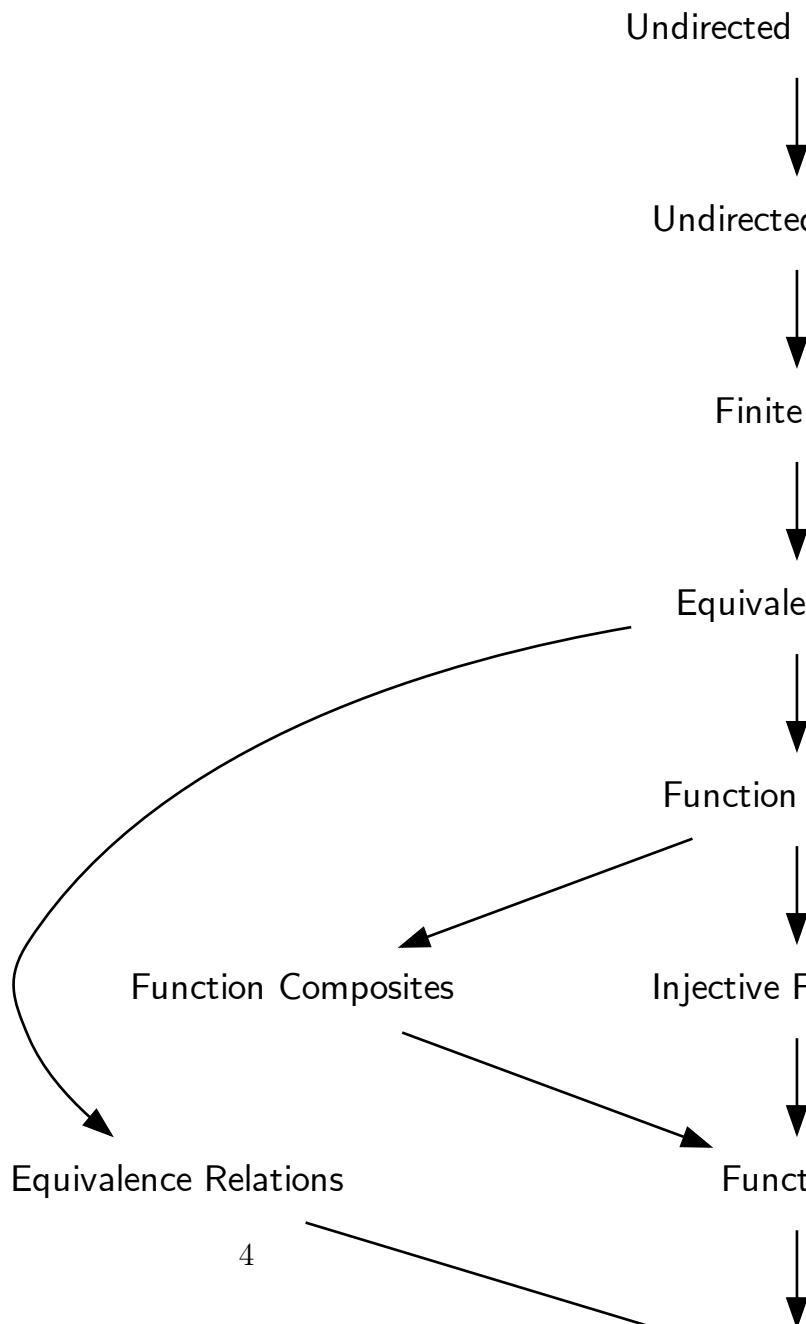 Undirected
Undirected
Finite
Equivale
Function
Function Composites
Injective F
Equivalence Relations
Funct
4